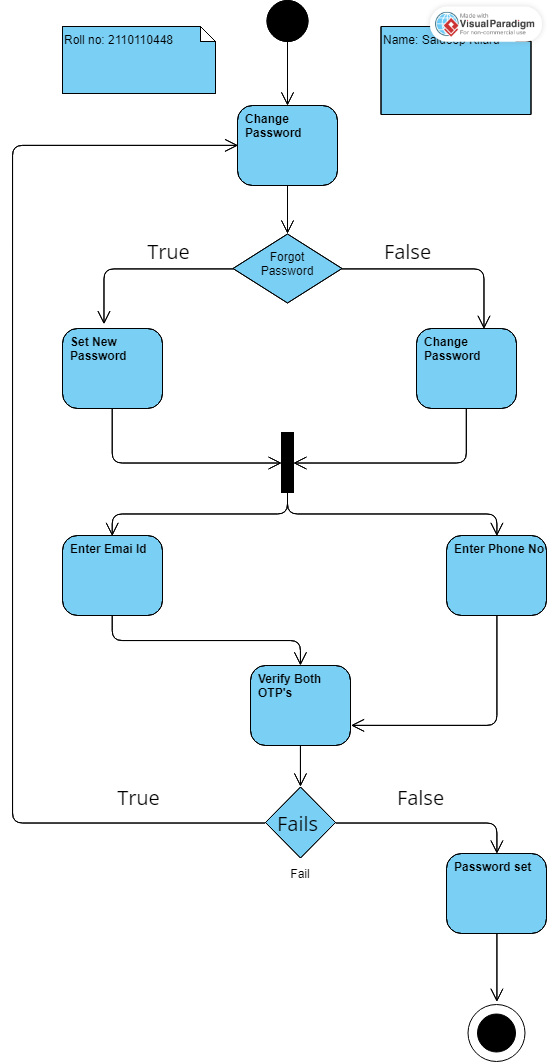 Made with
Visual Paradigm
For non-commercial use
Roll no: 2110110448
Name:
Change
Password
Forgot
Password
True
False
Set New
Password
Change
Password
Enter Emai Id
Enter Phone No
Verify Both
OTP's
True
False
Fails
Fail
Password set